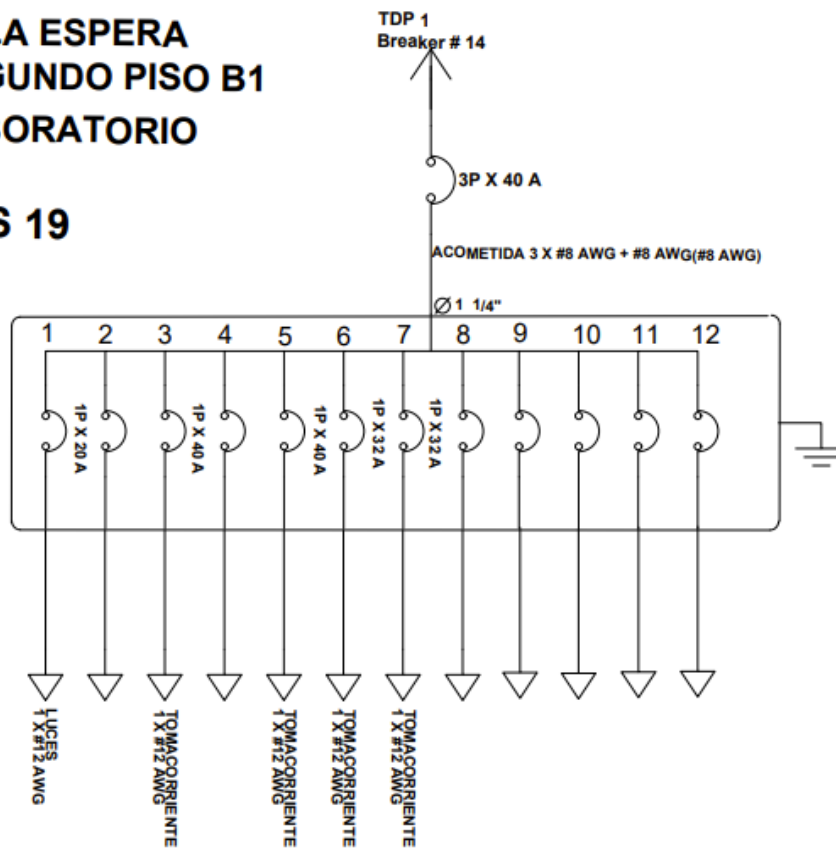 LA ESPERA
GUNDO PISO B1
BORATORIO
S 19
TDP 1
Breaker # 14
3P X 40 A
ACOMETIDA 3 X #8 AWG + #8 AWG(#8 AWG)
Ø 1 1/4"
1 2 3 4 5 6 7 8 9 10 11 12
1P X 20 A
1P X 40 A
1P X 40 A
1P X 32 A
1P X 32 A
LUCES
1 X #12 AWG
TOMACORRIENTE
1 X #12 AWG
TOMACORRIENTE
1 X #12 AWG
TOMACORRIENTE
1 X #12 AWG
TOMACORRIENTE
1 X #12 AWG